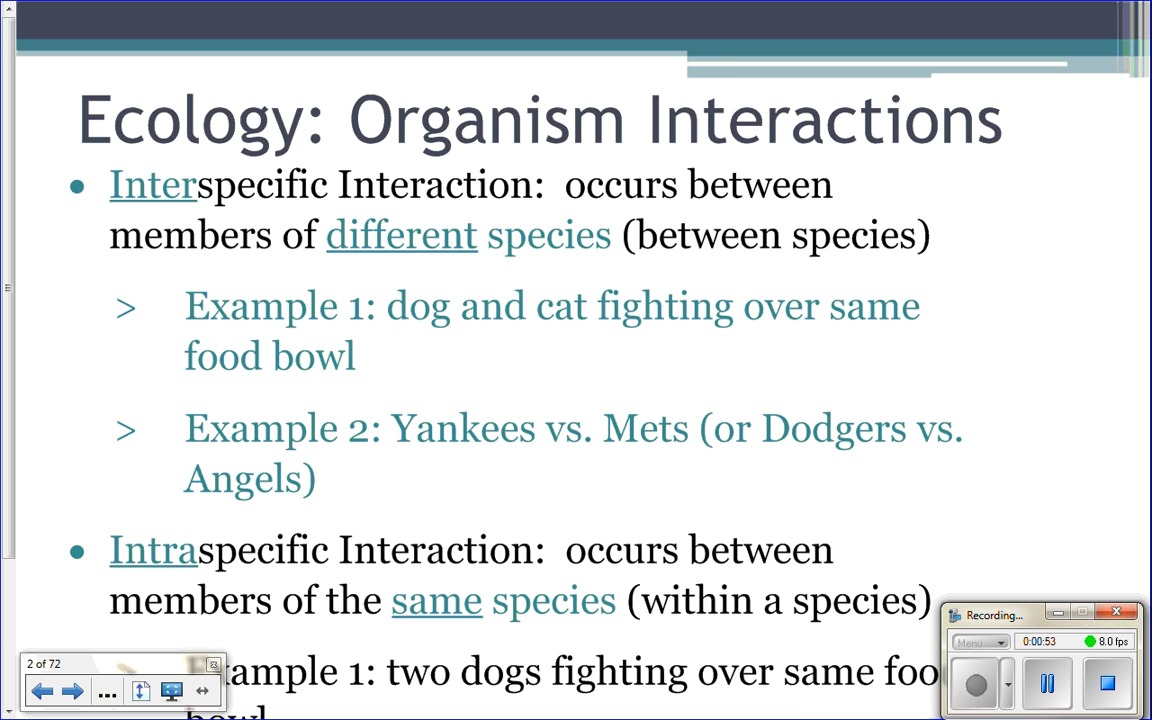 Ecology: Organism Interactions
• Interspecific Interaction: occurs between
members of different species (between species)
> Example 1: dog and cat fighting over same
food bowl
> Example 2: Yankees vs. Mets (or Dodgers vs.
Angels)
• Intraspecific Interaction: occurs between
members of the same species (within a species)
Example 1: two dogs fighting over same foo
bowl
2 of 72
...
Recording...
Menu
0:00:53
8.0 fps